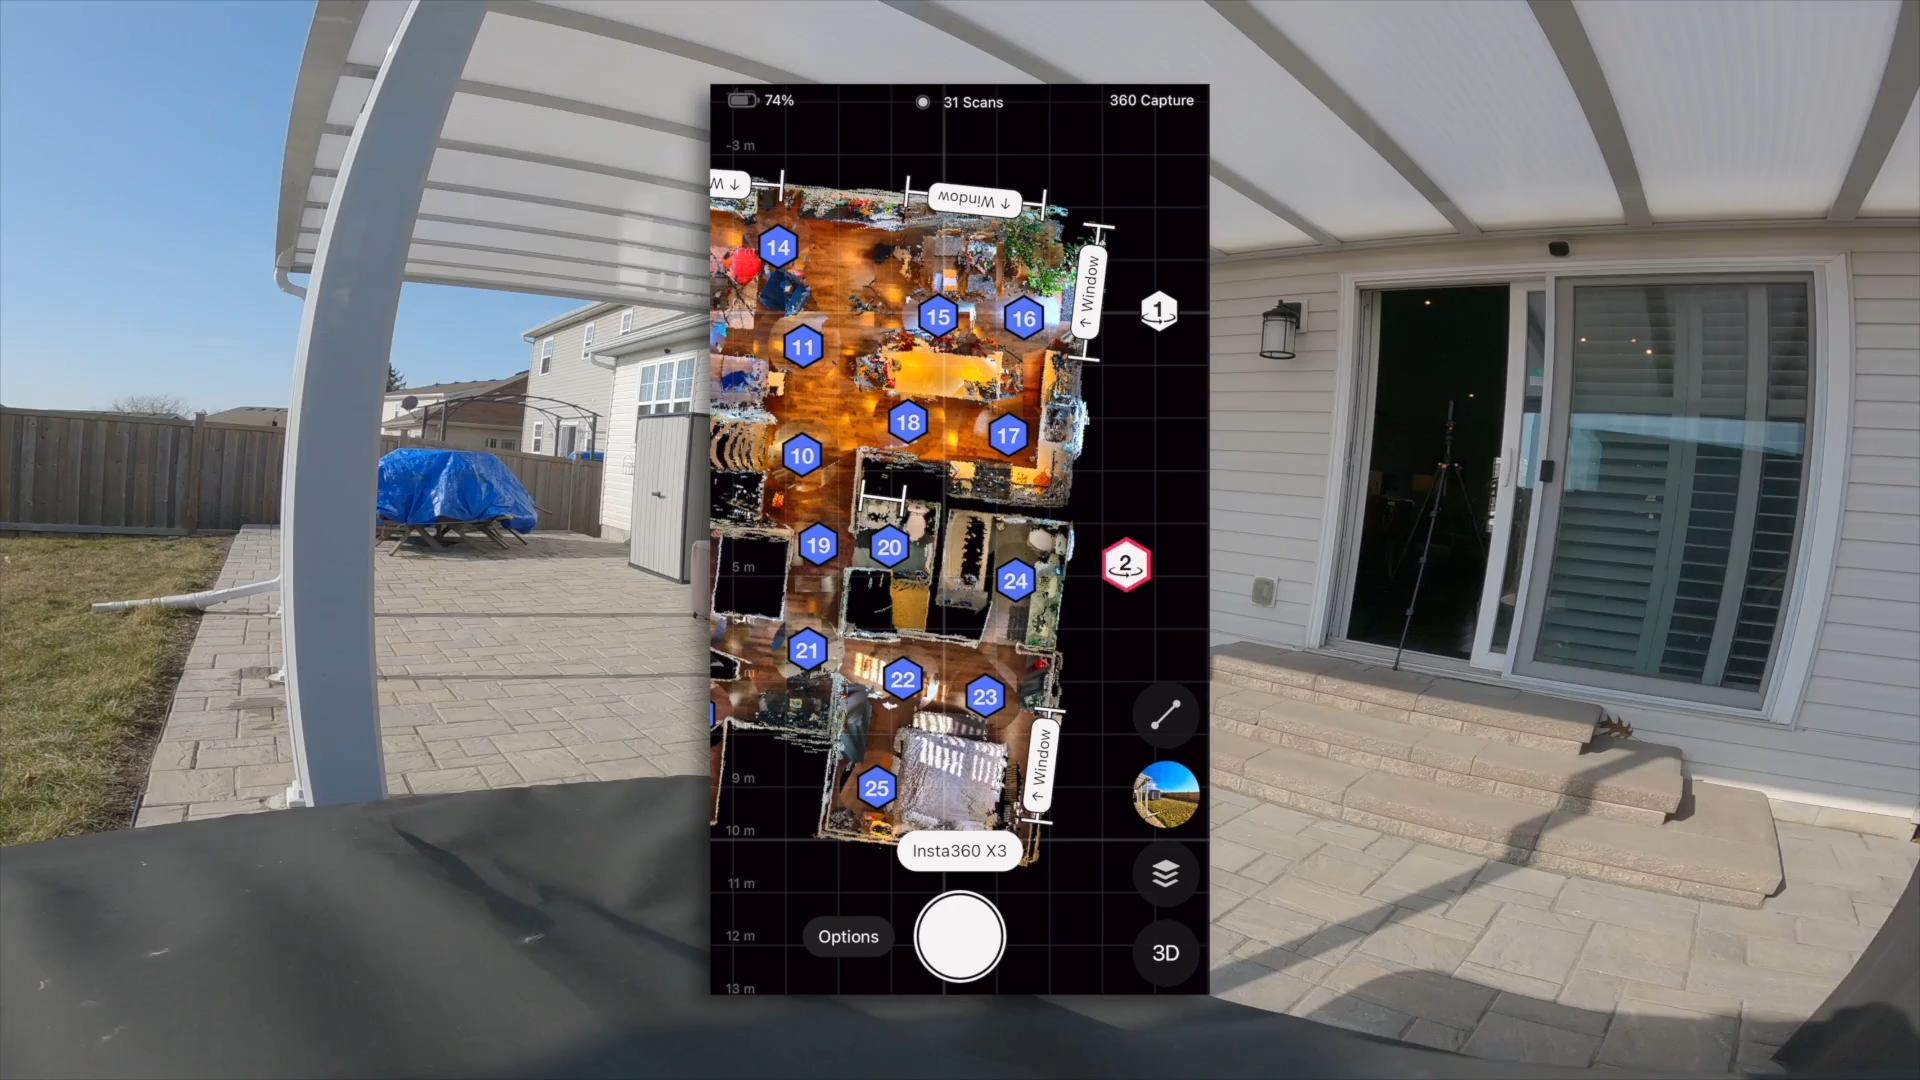 74%
31 Scans
360 Capture
-3 m
W ↓
↓ Window
14
← Window
15
16
1
11
18
17
10
19
20
5 m
24
2
21
22
23
← Window
9 m
25
10 m
Insta360 X3
11 m
Options
12 m
3D
13 m